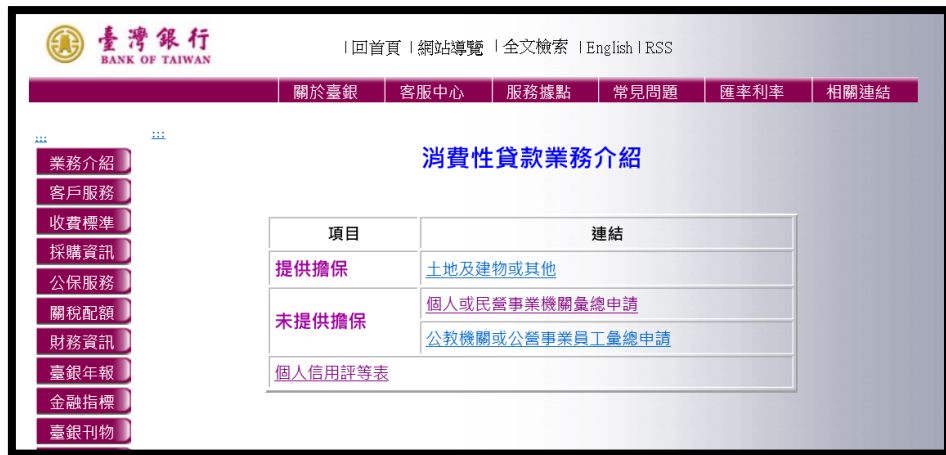 臺灣銀行
BANK OF TAIWAN
|回首頁 |網站導覽 |全文檢索 |English | RSS
關於臺銀 客服中心 服務據點 常見問題 匯率利率 相關連結
::: :::
消費性貸款業務介紹
業務介紹
客戶服務
收費標準
採購資訊
公保服務
關稅配額
財務資訊
臺銀年報
金融指標
臺銀刊物
項目 連結
提供擔保 土地及建物或其他
未提供擔保
個人或民營事業機關彙總申請
公教機關或公營事業員工彙總申請
個人信用評等表